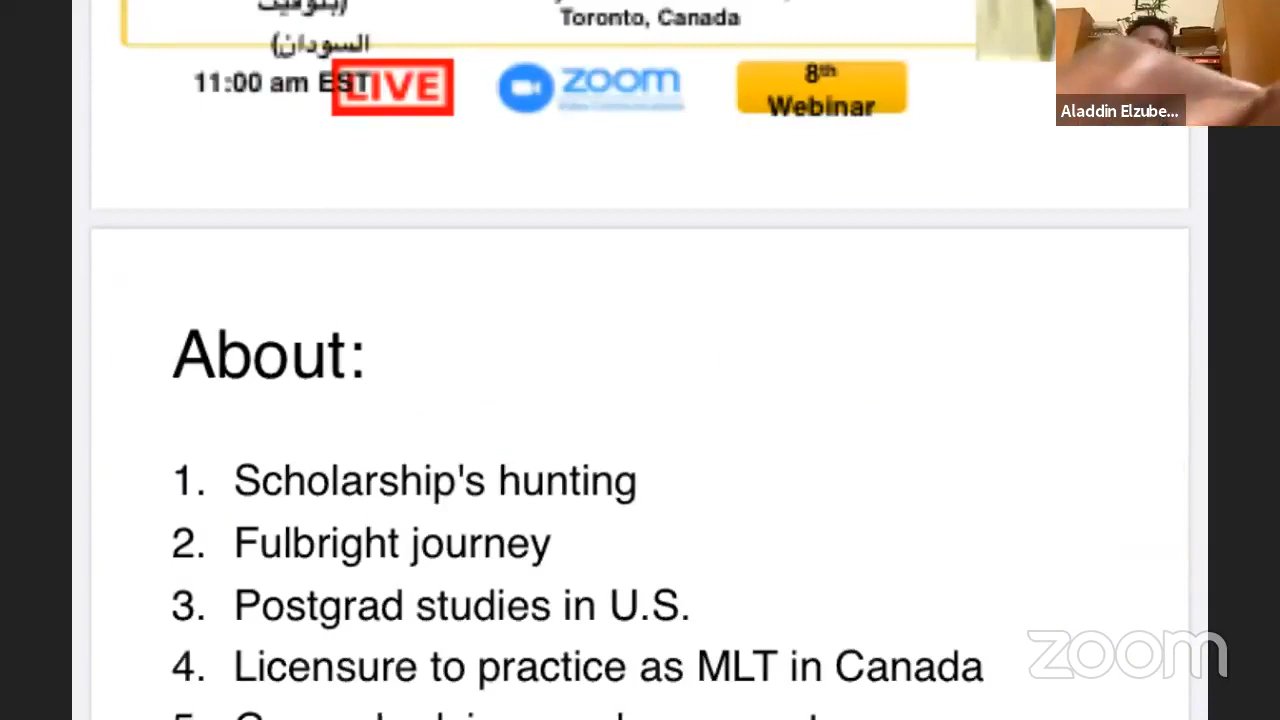 (بتوقيت
Toronto, Canada
السودان)
11:00 am EST
LIVE
zoom
8th
Webinar
Aladdin Elzube...
About:
1. Scholarship's hunting
2. Fulbright journey
3. Postgrad studies in U.S.
4. Licensure to practice as MLT in Canada
zoom